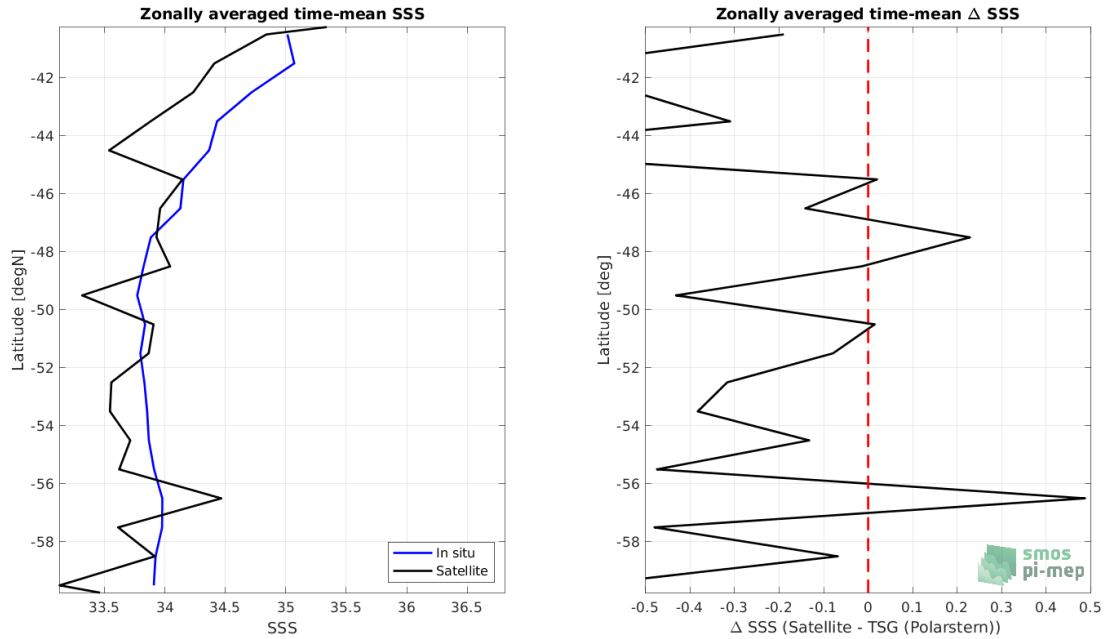 Zonally averaged time-mean SSS
Latitude [degN]
-42
-44
-46
-48
-50
-52
-54
-56
-58
33.5 34 34.5 35 35.5 36 36.5
SSS
In situ
Satellite
Zonally averaged time-mean Δ SSS
Latitude [deg]
-42
-44
-46
-48
-50
-52
-54
-56
-58
-0.5 -0.4 -0.3 -0.2 -0.1 0 0.1 0.2 0.3 0.4 0.5
Δ SSS (Satellite - TSG (Polarstern))
smos
pi-mep